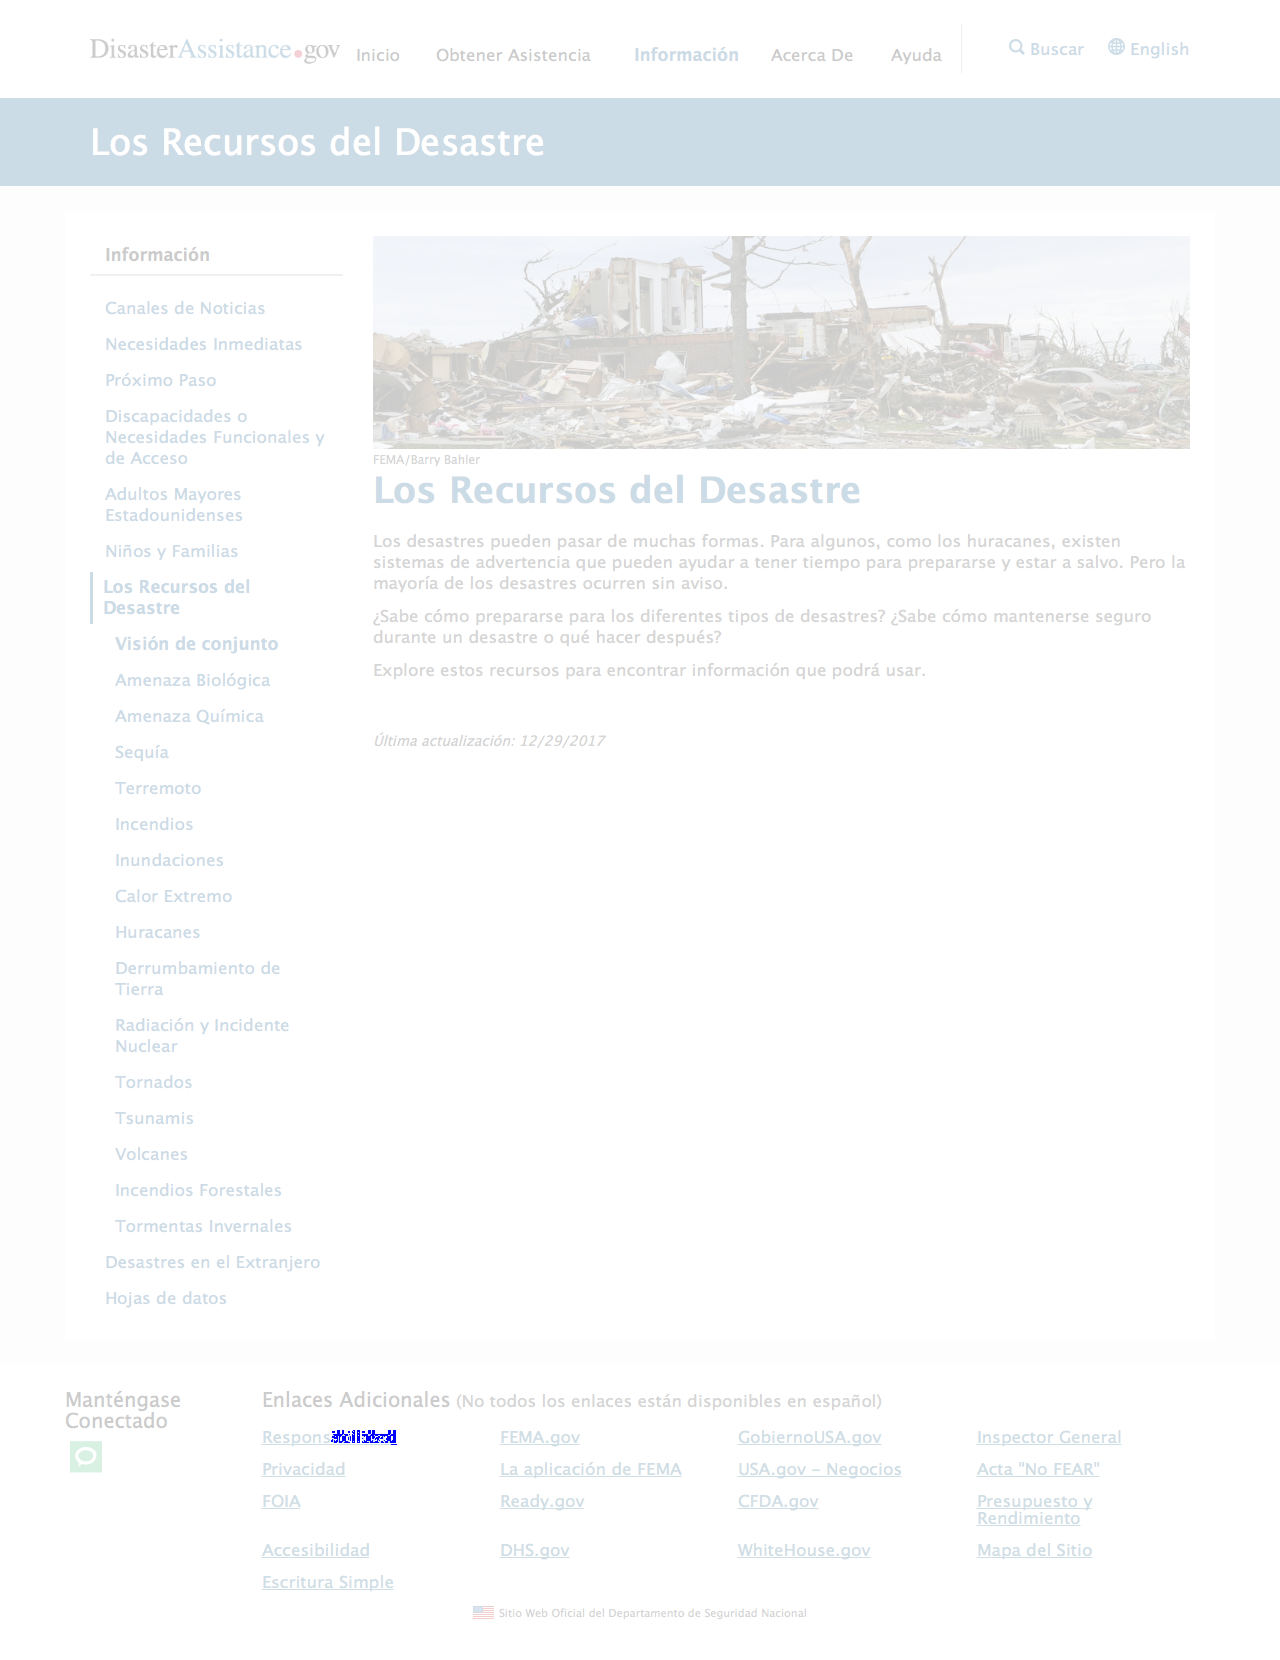 DisasterAssistance.gov
Inicio Obtener Asistencia Información Acerca De Ayuda Buscar English
Los Recursos del Desastre
Información
Canales de Noticias
Necesidades Inmediatas
Próximo Paso
Discapacidades o
Necesidades Funcionales y
de Acceso
Adultos Mayores
Estadounidenses
Niños y Familias
Los Recursos del
Desastre
Visión de conjunto
Amenaza Biológica
Amenaza Química
Sequía
Terremoto
Incendios
Inundaciones
Calor Extremo
Huracanes
Derrumbamiento de
Tierra
Radiación y Incidente
Nuclear
Tornados
Tsunamis
Volcanes
Incendios Forestales
Tormentas Invernales
Desastres en el Extranjero
Hojas de datos
FEMA/Barry Bahler
Los Recursos del Desastre
Los desastres pueden pasar de muchas formas. Para algunos, como los huracanes, existen
sistemas de advertencia que pueden ayudar a tener tiempo para prepararse y estar a salvo. Pero la
mayoría de los desastres ocurren sin aviso.
¿Sabe cómo prepararse para los diferentes tipos de desastres? ¿Sabe cómo mantenerse seguro
durante un desastre o qué hacer después?
Explore estos recursos para encontrar información que podrá usar.
Última actualización: 12/29/2017
Manténgase
Conectado
Enlaces Adicionales (No todos los enlaces están disponibles en español)
FEMA.gov GobiernoUSA.gov Inspector General
Privacidad La aplicación de FEMA USA.gov – Negocios Acta "No FEAR"
FOIA Ready.gov CFDA.gov Presupuesto y
Rendimiento
Accesibilidad DHS.gov WhiteHouse.gov Mapa del Sitio
Escritura Simple
Sitio Web Oficial del Departamento de Seguridad Nacional